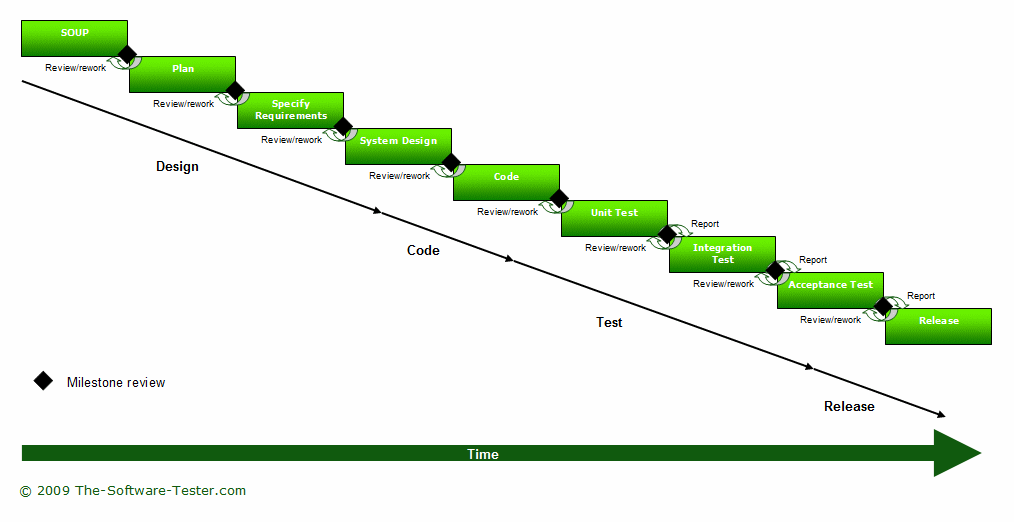 SOUP
Review/rework
Plan
Review/rework
Specify
Requirements
Review/rework
System Design
Review/rework
Code
Review/rework
Unit Test
Report
Review/rework
Integration
Test
Report
Review/rework
Acceptance Test
Report
Review/rework
Release
Design
Code
Test
Release
Milestone review
Time
© 2009 The-Software-Tester.com